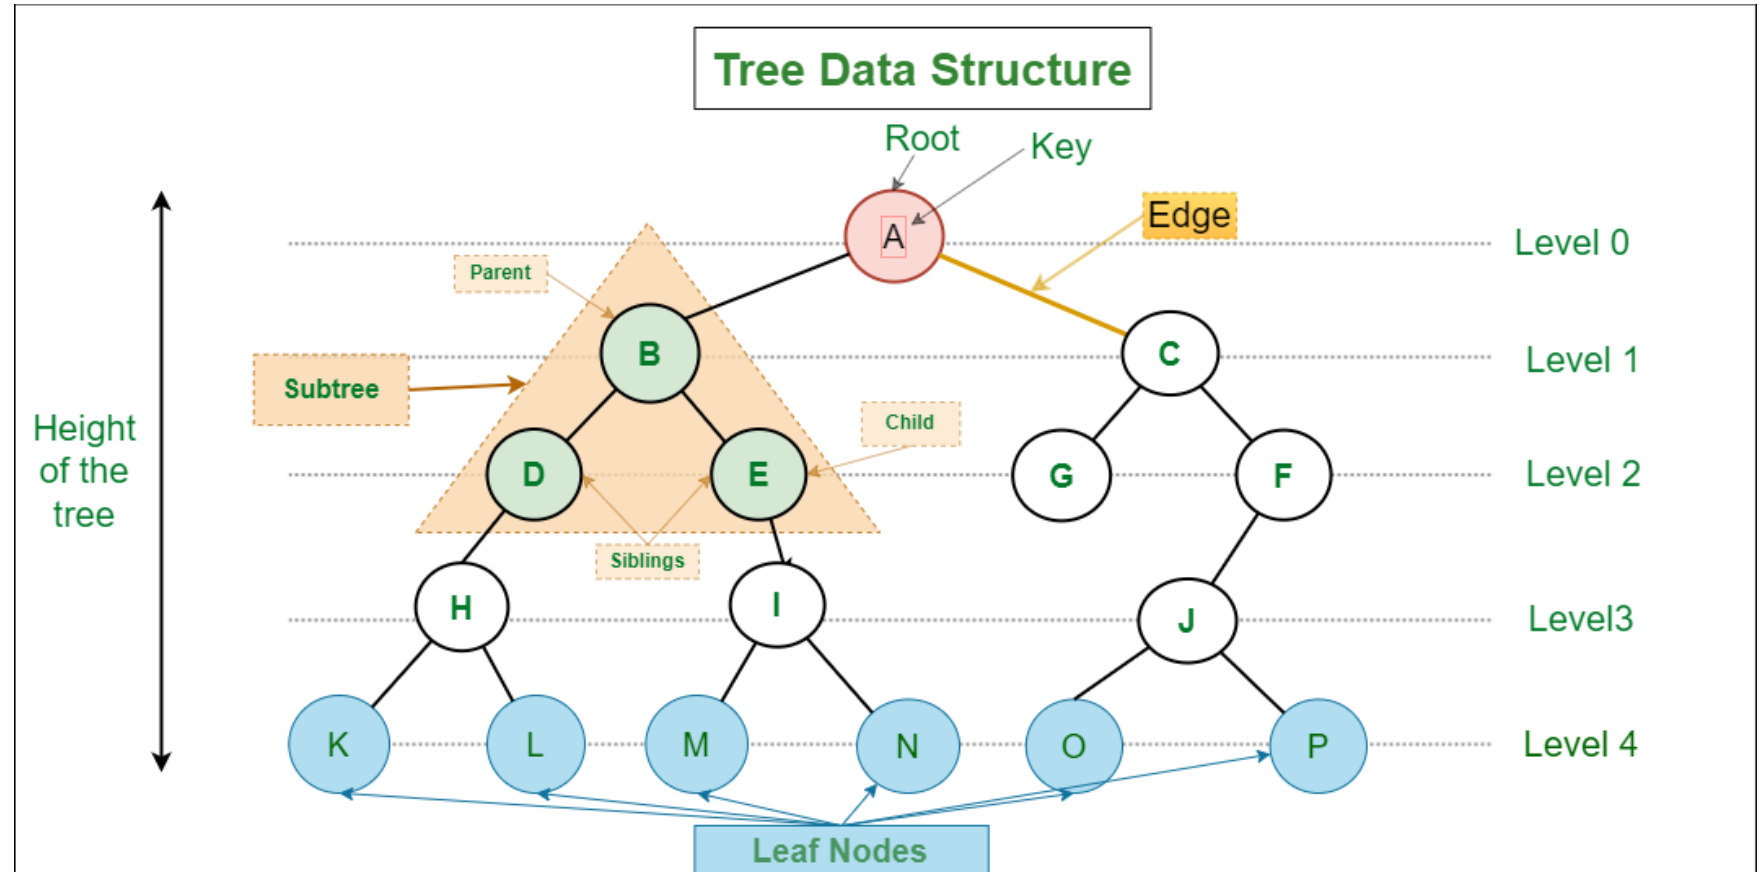 Tree Data Structure
Root
Key
A
Edge
Level 0
Parent
B
C
Level 1
Subtree
Child
Height
of the
tree
D
E
G
F
Level 2
Siblings
H
I
J
Level3
K
L
M
N
O
P
Level 4
Leaf Nodes